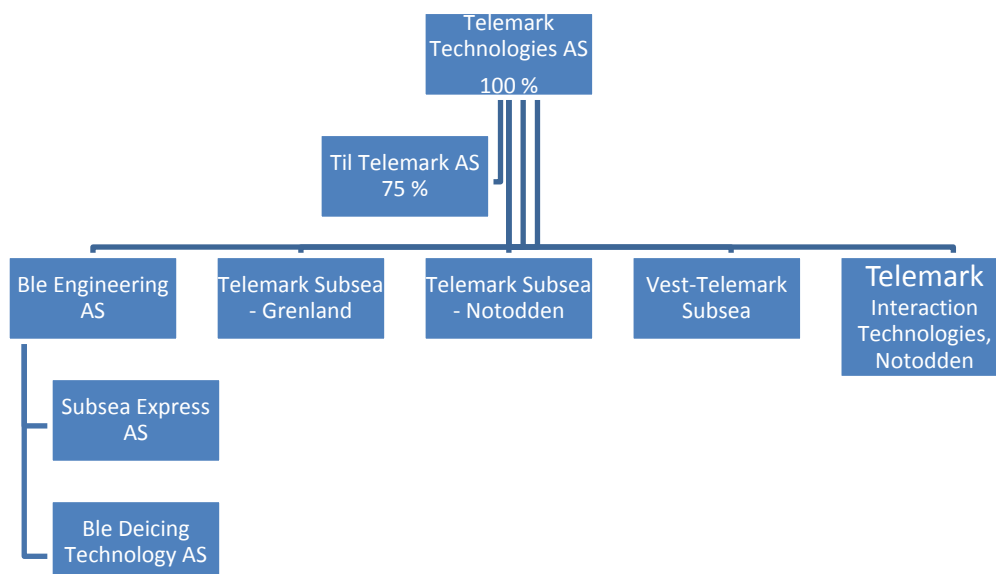 Telemark
Technologies AS
100 %
Til Telemark AS
75 %
Ble Engineering
AS
Telemark Subsea
- Grenland
Telemark Subsea
- Notodden
Vest-Telemark
Subsea
Telemark
Interaction
Technologies,
Notodden
Subsea Express
AS
Ble Deicing
Technology AS